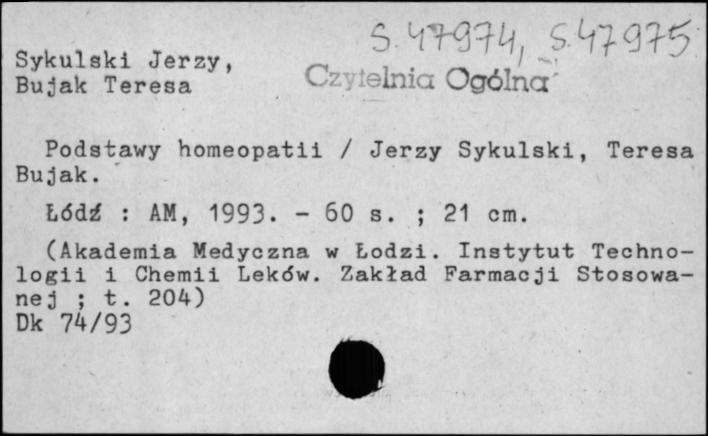 S. 47974, S. 47975
Sykulski Jerzy,
Bujak Teresa
Czytelnia Ogólna
Podstawy homeopatii / Jerzy Sykulski, Teresa
Bujak.
Łódź : AM, 1993. - 60 s. ; 21 cm.
(Akademia Medyczna w Łodzi. Instytut Techno-
logii i Chemii Leków. Zakład Farmacji Stosowa-
nej ; t. 204)
Dk 74/93